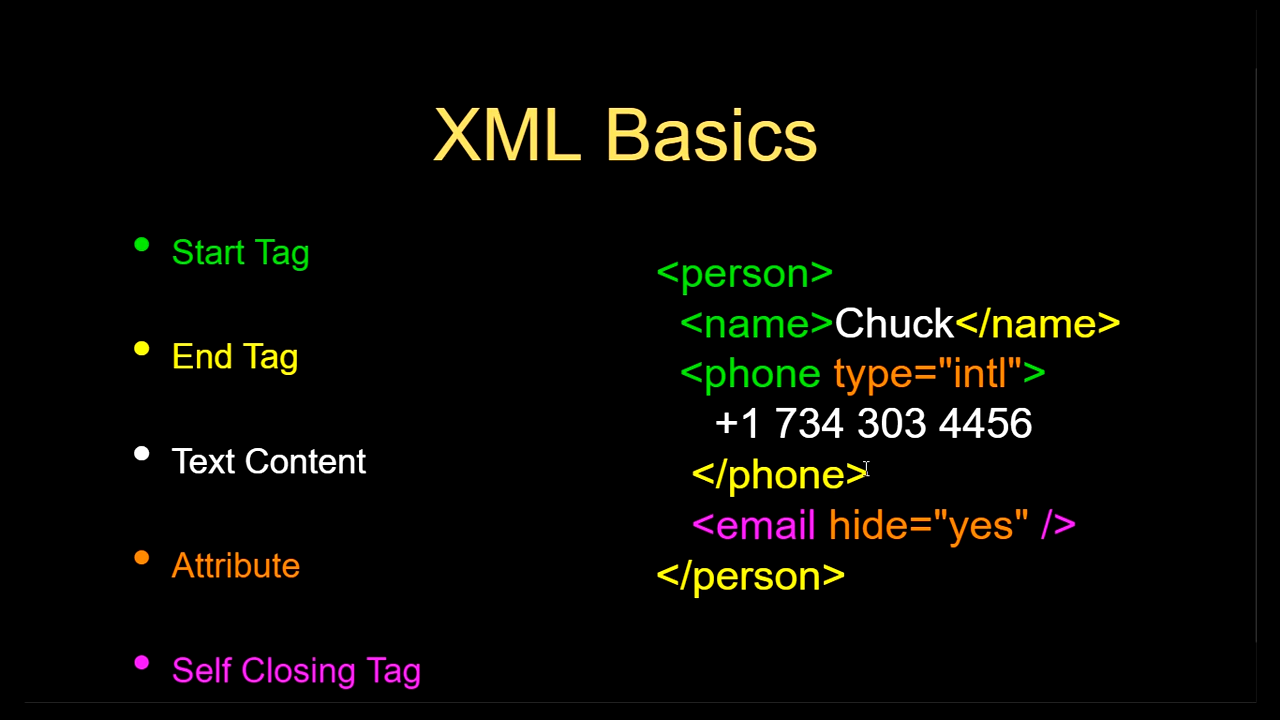 XML Basics
Start Tag
End Tag
Text Content
Attribute
Self Closing Tag
<person>
<name>Chuck</name>
<phone type="intl">
+1 734 303 4456
</phone>
<email hide="yes" />
</person>